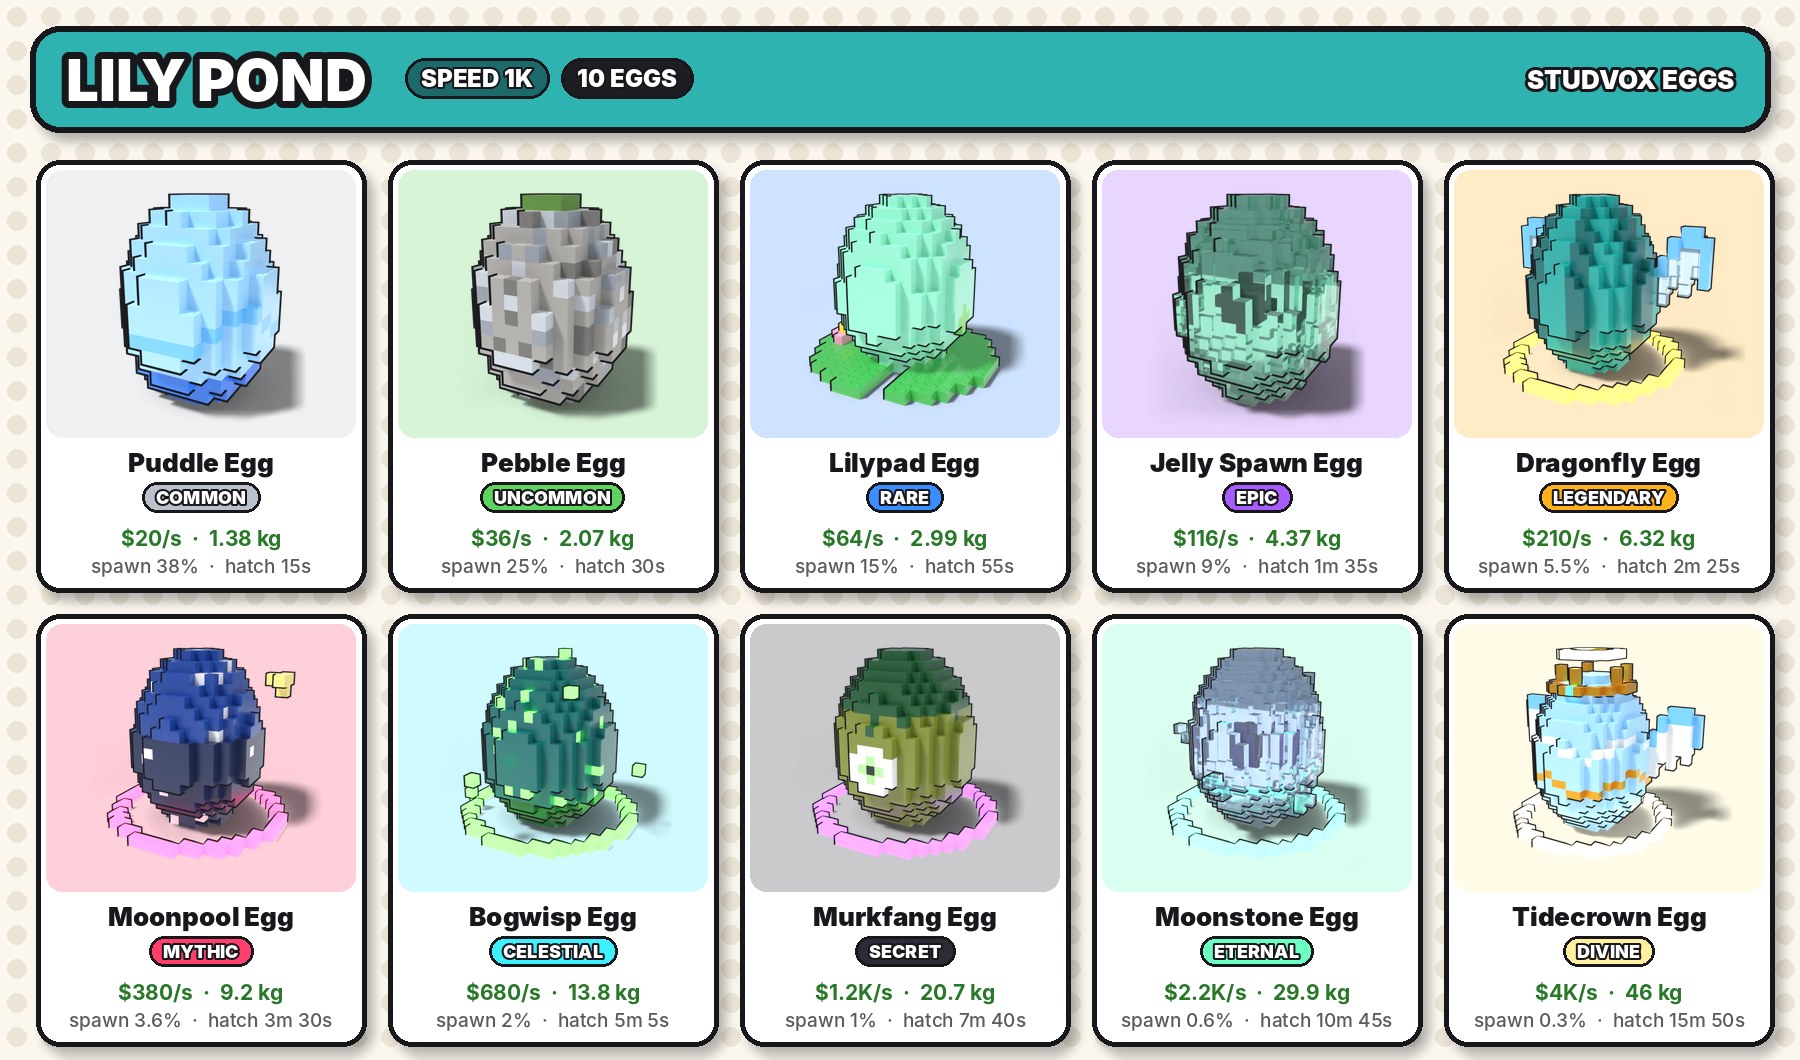 LILY POND
SPEED 1K
10 EGGS
STUDVOX EGGS
Puddle Egg
COMMON
$20/s · 1.38 kg
spawn 38% · hatch 15s
Pebble Egg
UNCOMMON
$36/s · 2.07 kg
spawn 25% · hatch 30s
Lilypad Egg
RARE
$64/s · 2.99 kg
spawn 15% · hatch 55s
Jelly Spawn Egg
EPIC
$116/s · 4.37 kg
spawn 9% · hatch 1m 35s
Dragonfly Egg
LEGENDARY
$210/s · 6.32 kg
spawn 5.5% · hatch 2m 25s
Moonpool Egg
MYTHIC
$380/s · 9.2 kg
spawn 3.6% · hatch 3m 30s
Bogwisp Egg
CELESTIAL
$680/s · 13.8 kg
spawn 2% · hatch 5m 5s
Murkfang Egg
SECRET
$1.2K/s · 20.7 kg
spawn 1% · hatch 7m 40s
Moonstone Egg
ETERNAL
$2.2K/s · 29.9 kg
spawn 0.6% · hatch 10m 45s
Tidecrown Egg
DIVINE
$4K/s · 46 kg
spawn 0.3% · hatch 15m 50s